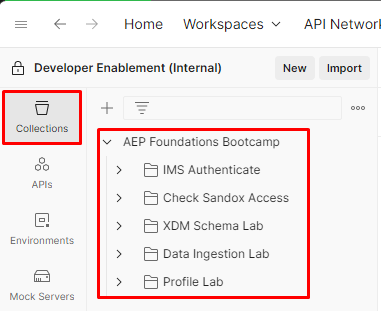 Home Workspaces API Networ
Developer Enablement (Internal) New Import
Collections
AEP Foundations Bootcamp
IMS Authenticate
APIs
Check Sandox Access
XDM Schema Lab
Environments
Data Ingestion Lab
Profile Lab
Mock Servers